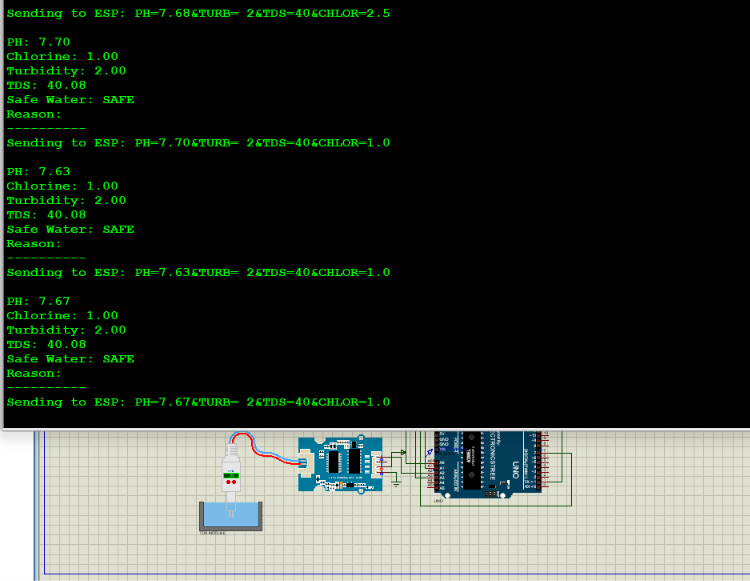 Sending to ESP: PH=7.68&TURB= 2&TDS=40&CHLOR=2.5
PH: 7.70
Chlorine: 1.00
Turbidity: 2.00
TDS: 40.08
Safe Water: SAFE
Reason:
----------
Sending to ESP: PH=7.70&TURB= 2&TDS=40&CHLOR=1.0
PH: 7.63
Chlorine: 1.00
Turbidity: 2.00
TDS: 40.08
Safe Water: SAFE
Reason:
----------
Sending to ESP: PH=7.63&TURB= 2&TDS=40&CHLOR=1.0
PH: 7.67
Chlorine: 1.00
Turbidity: 2.00
TDS: 40.08
Safe Water: SAFE
Reason:
----------
Sending to ESP: PH=7.67&TURB= 2&TDS=40&CHLOR=1.0
TDS MODULE
UNO